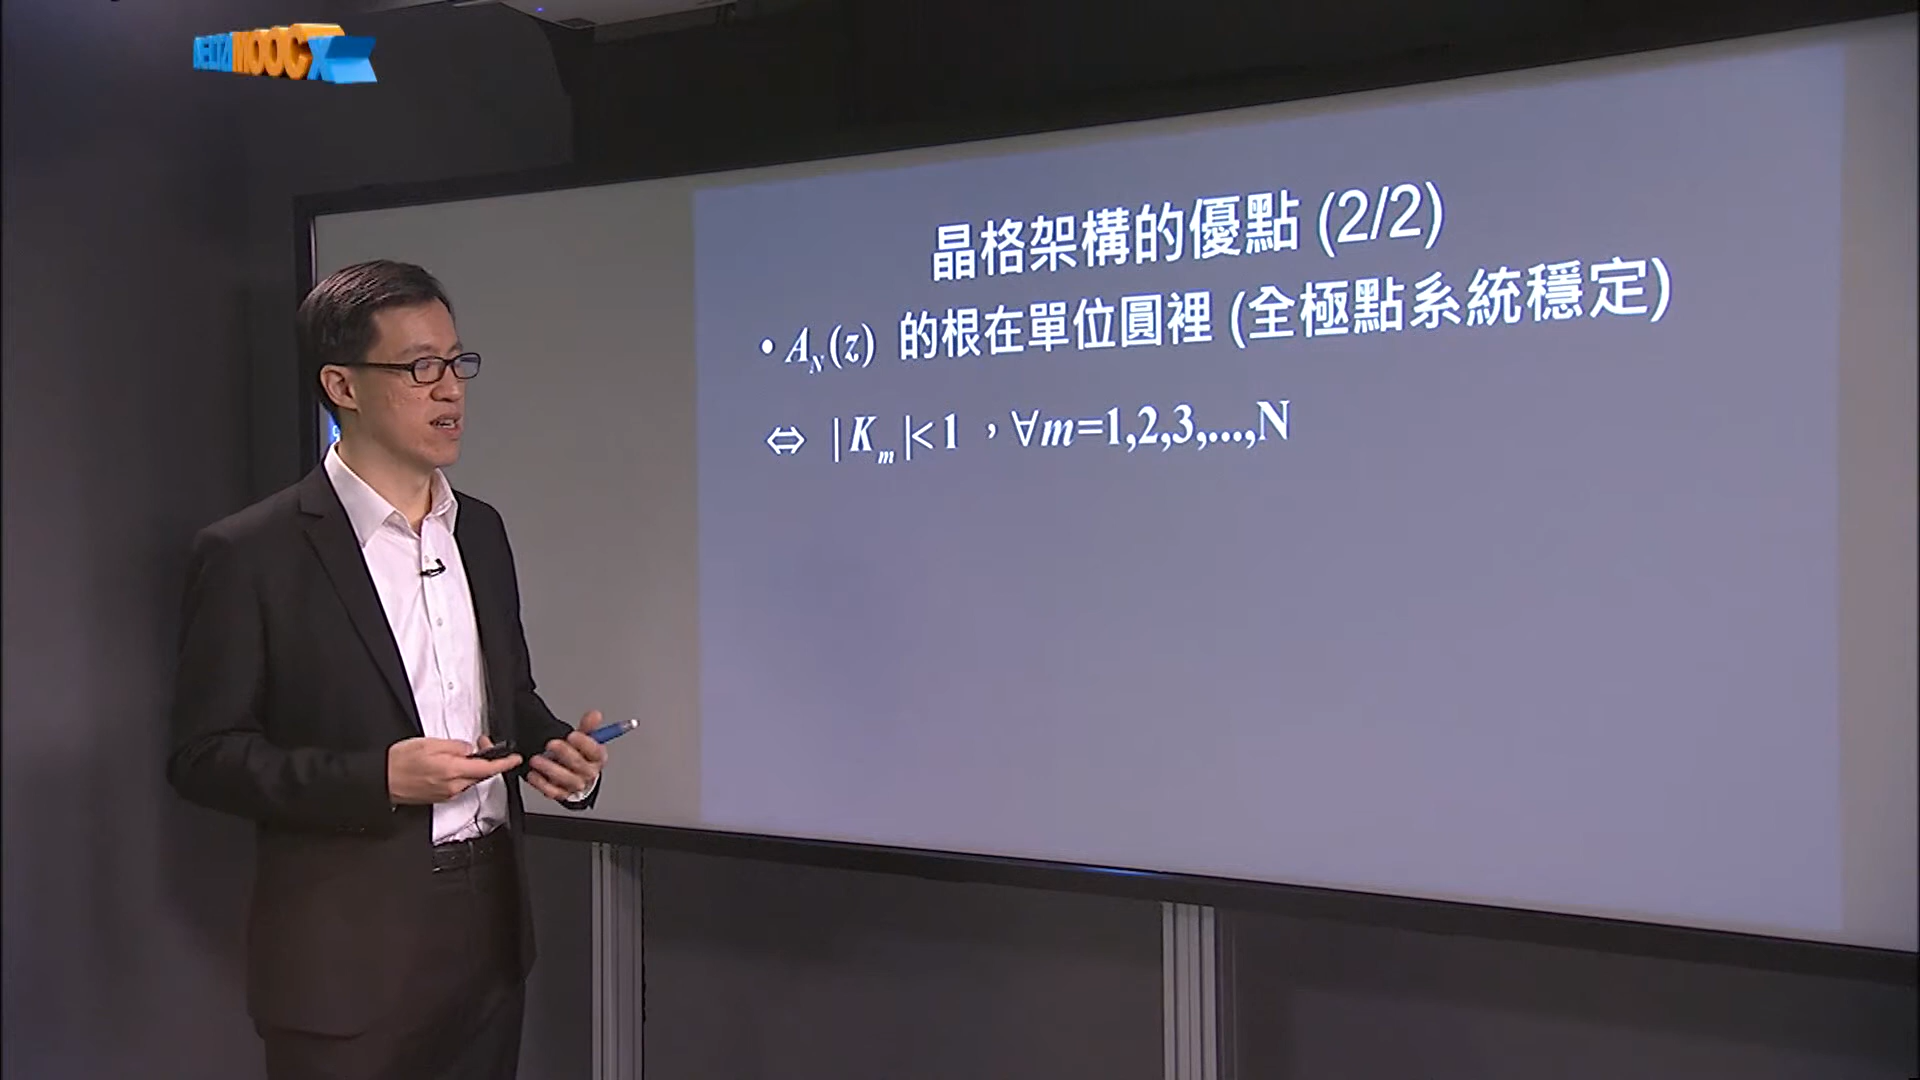 DELTAMOOCx
晶格架構的優點 (2/2)
• A_N(z) 的根在單位圓裡 (全極點系統穩定)
⇔ |K_m|<1 ，∀m=1,2,3,...,N